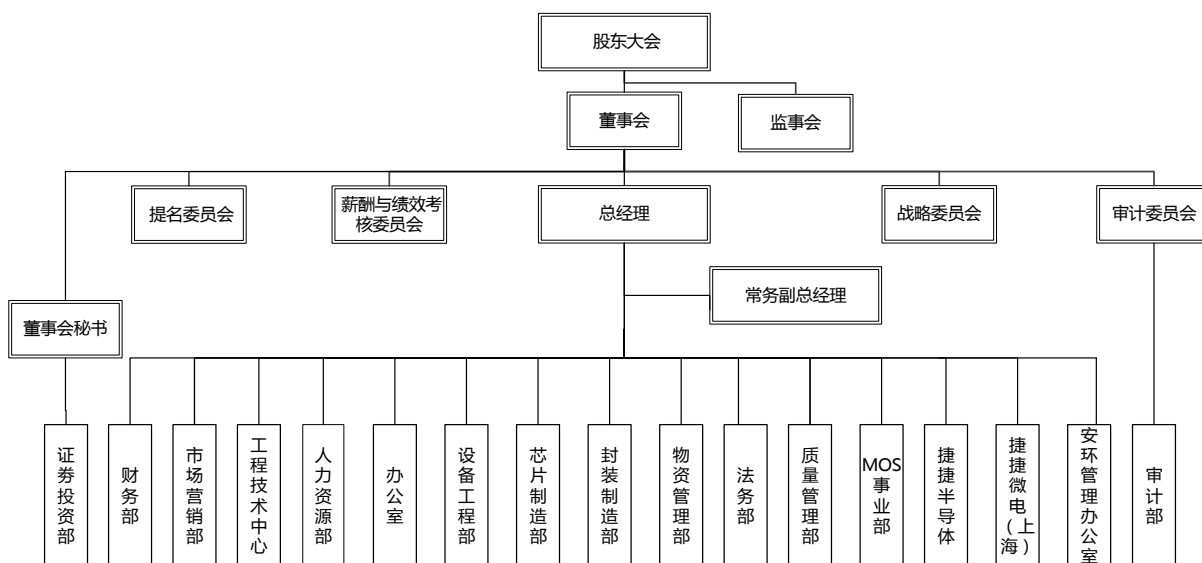 股东大会
董事会
监事会
提名委员会
薪酬与绩效考
核委员会
总经理
战略委员会
审计委员会
常务副总经理
董事会秘书
证券投资部
财务部
市场营销部
工程技术中心
人力资源部
办公室
设备工程部
芯片制造部
封装制造部
物资管理部
法务部
质量管理部
MOS
事业部
捷捷半导体
捷捷微电（上海）
安环管理办公室
审计部